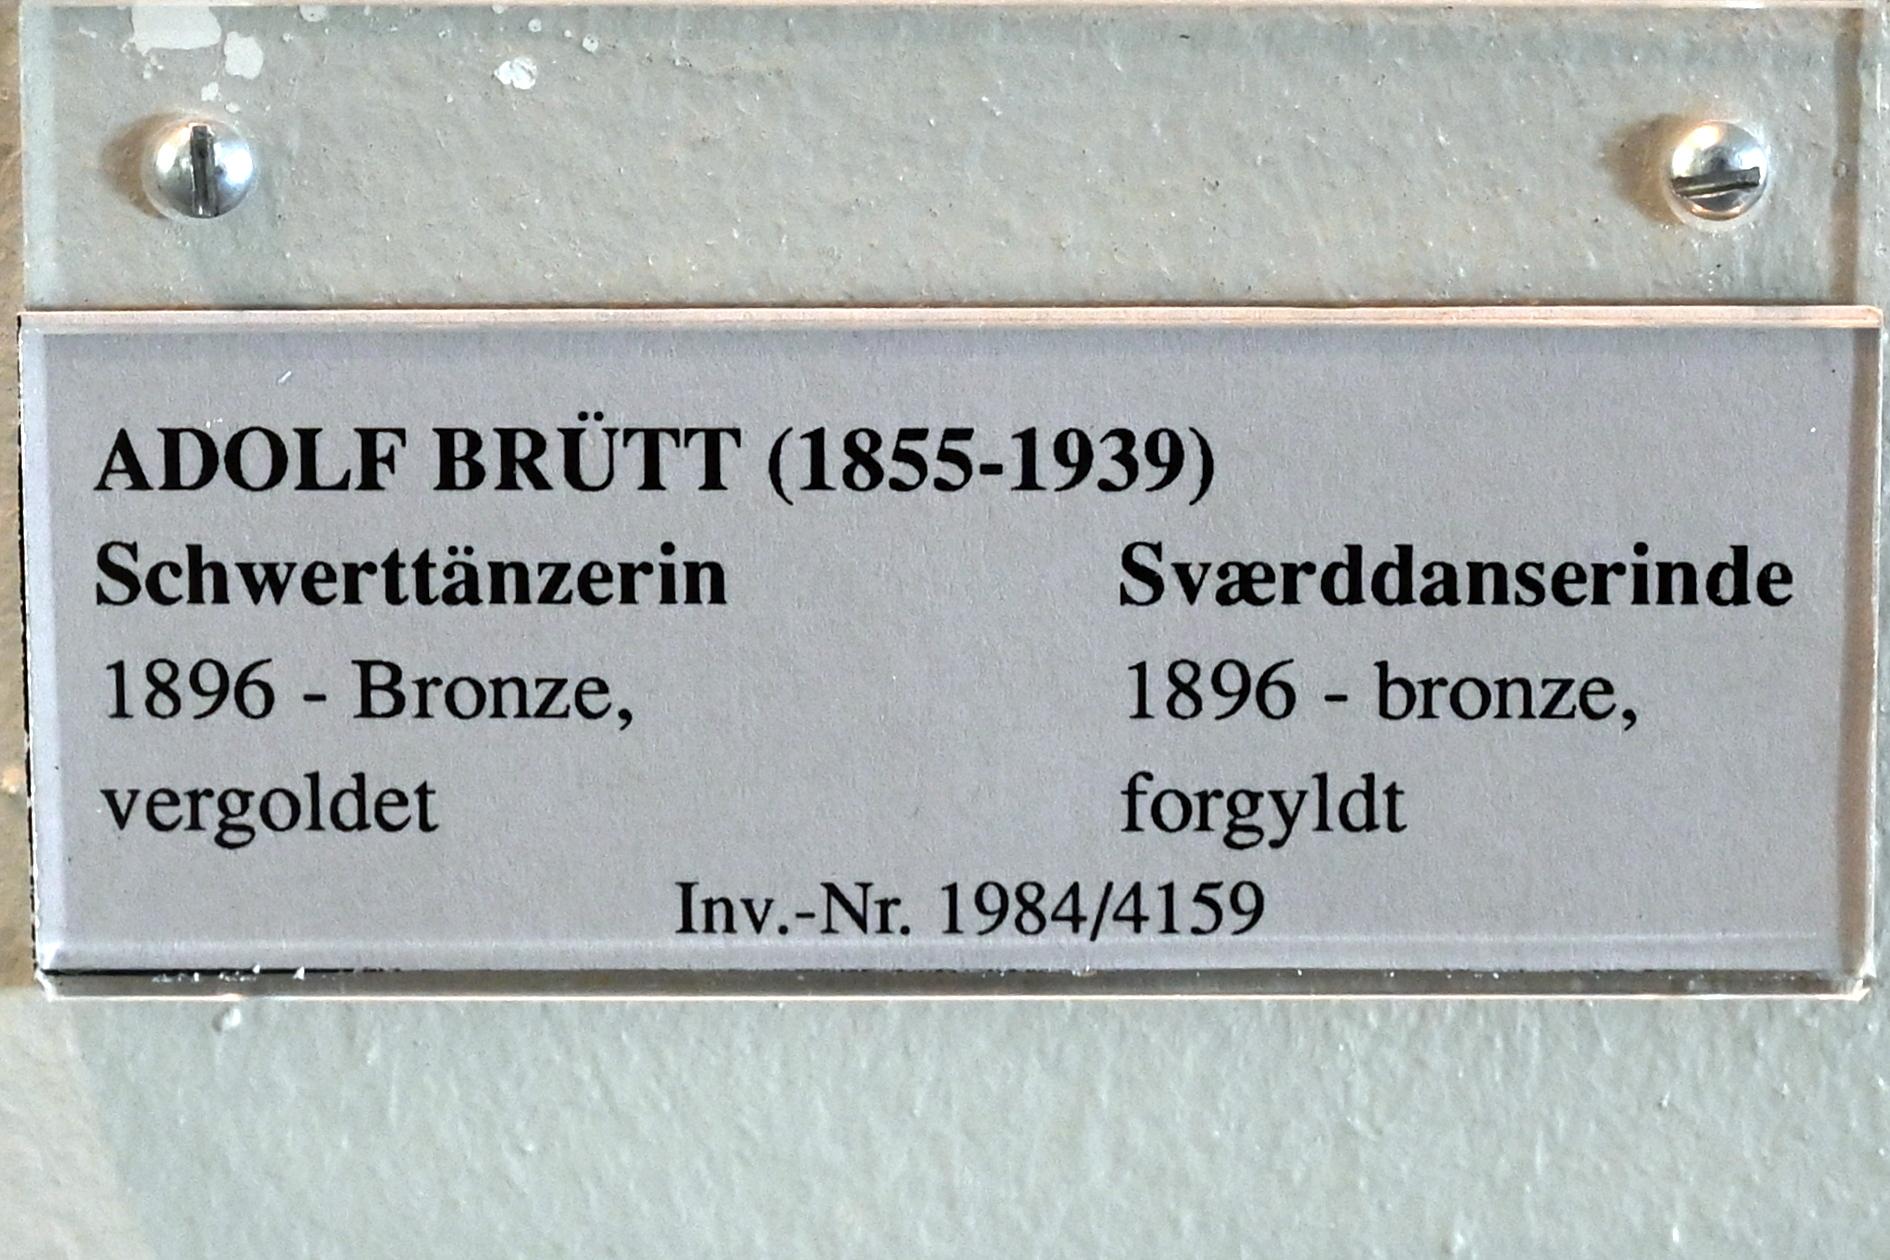 ADOLF BRÜTT (1855-1939)
Schwerttänzerin Sværddanserinde
1896 - Bronze, 1896 - bronze,
vergoldet forgyldt
Inv.-Nr. 1984/4159